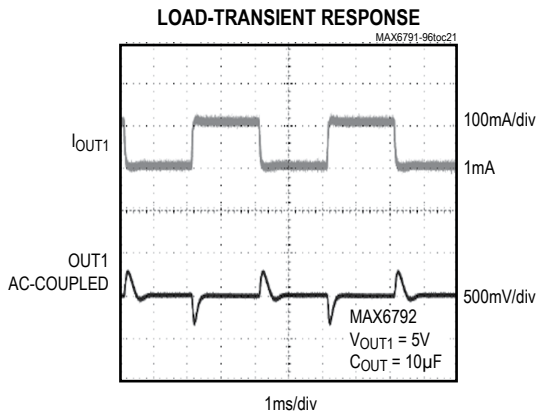 LOAD-TRANSIENT RESPONSE
MAX6791-96toc21
IOUT1
100mA/div
1mA
OUT1
AC-COUPLED
500mV/div
MAX6792
VOUT1 = 5V
COUT = 10µF
1ms/div